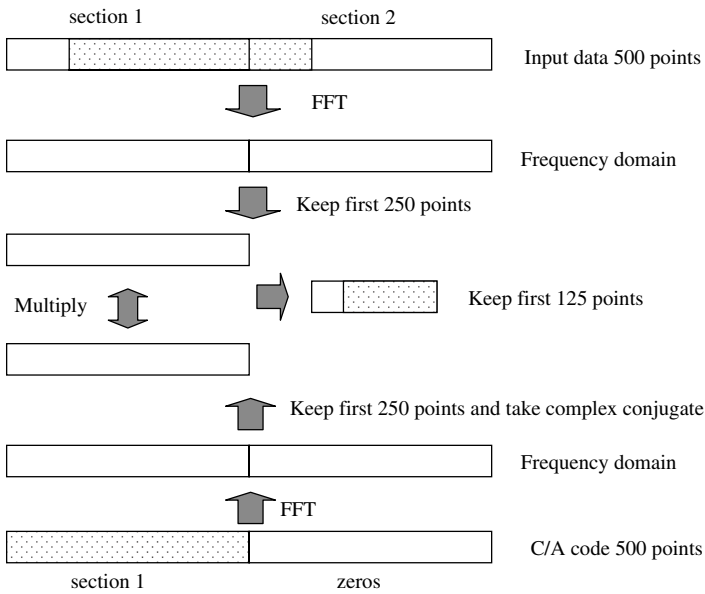 section 1
section 2
Input data 500 points
FFT
Frequency domain
Keep first 250 points
Multiply
Keep first 125 points
Keep first 250 points and take complex conjugate
Frequency domain
FFT
C/A code 500 points
section 1
zeros